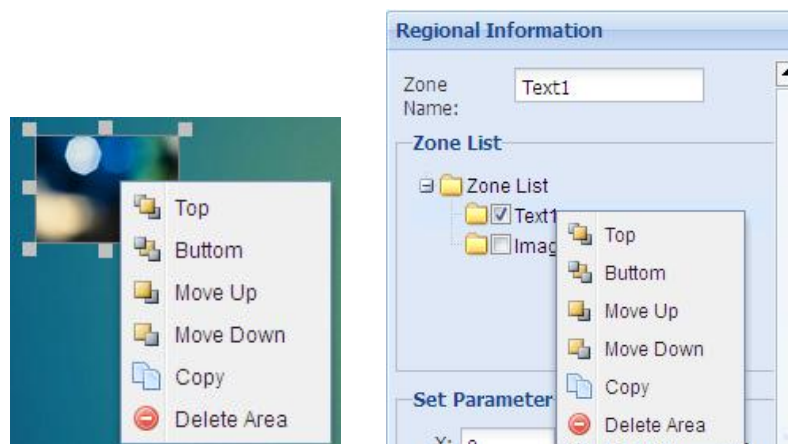 Top
Buttom
Move Up
Move Down
Copy
Delete Area
Regional Information
Zone
Name:
Text1
Zone List
Zone List
Text1
Imag
Top
Buttom
Move Up
Move Down
Copy
Delete Area
Set Parameter
X: